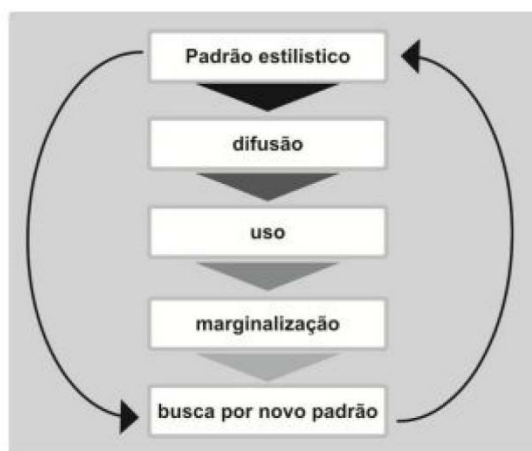 Padrão estilistico
difusão
uso
marginalização
busca por novo padrão